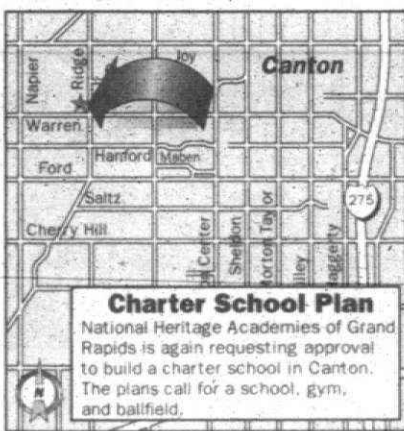 Joy
Canton
Napier
Ridge
Warren
Hanford
Maben
Ford
Saltz
275
Cherry Hill
Center
Sheldon
Morton Taylor
Charter School Plan
National Heritage Academies of Grand
Rapids is again requesting approval
to build a charter school in Canton.
The plans call for a school, gym,
and ballfield.
N